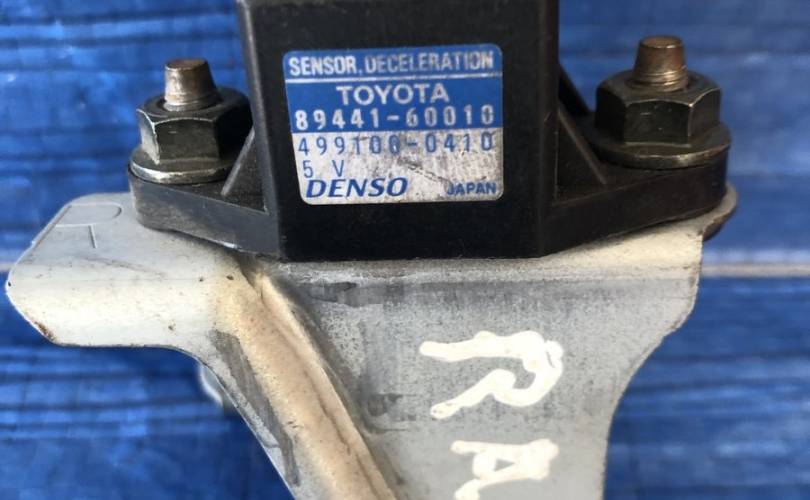 SENSOR, DECELERATION
TOYOTA
89441-60010
499100-0410
5 V
DENSO JAPAN
R
A